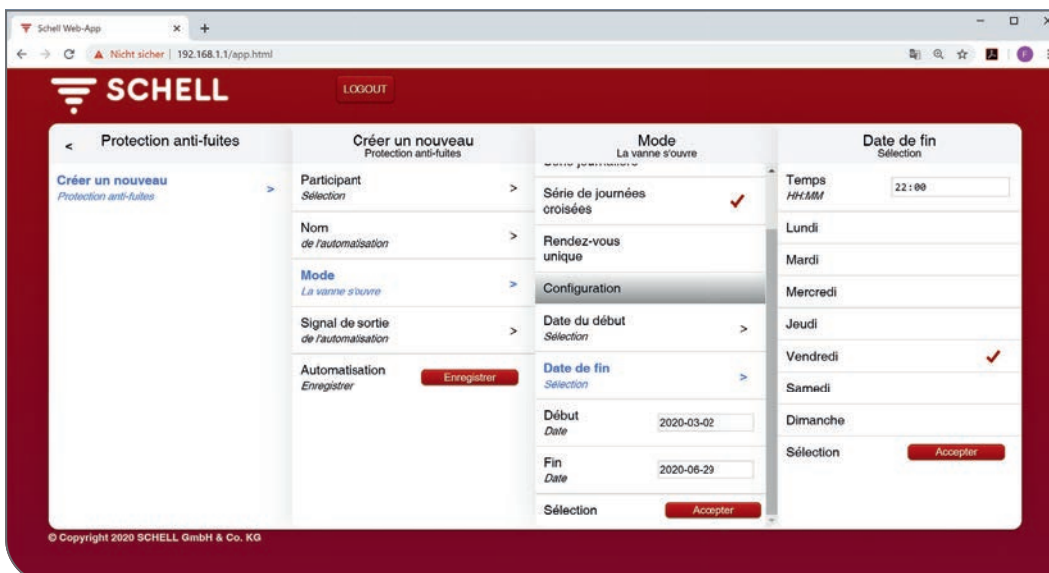 Schell Web-App
Nicht sicher | 192.168.1.1/app.html
F
SCHELL
LOGOUT
< Protection anti-fuites
Créer un nouveau
Protection anti-fuites
>
Créer un nouveau
Protection anti-fuites
Participant
Sélection
>
Nom
de l'automatisation
>
Mode
La vanne s'ouvre
>
Signal de sortie
de l'automatisation
>
Automatisation
Enregistrer
Enregistrer
Mode
La vanne s'ouvre
Série de journées
croisées
Rendez-vous
unique
Configuration
Date du début
Sélection
>
Date de fin
Sélection
>
Début
Date
2020-03-02
Fin
Date
2020-06-29
Sélection
Accepter
Date de fin
Sélection
Temps
HH:MM
22:00
Lundi
Mardi
Mercredi
Jeudi
Vendredi
Samedi
Dimanche
Sélection
Accepter
© Copyright 2020 SCHELL GmbH & Co. KG